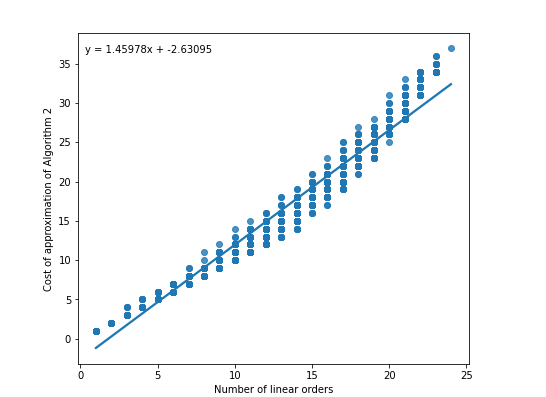 y = 1.45978x + -2.63095
Cost of approximation of Algorithm 2
35
30
25
20
15
10
5
0
0 5 10 15 20 25
Number of linear orders